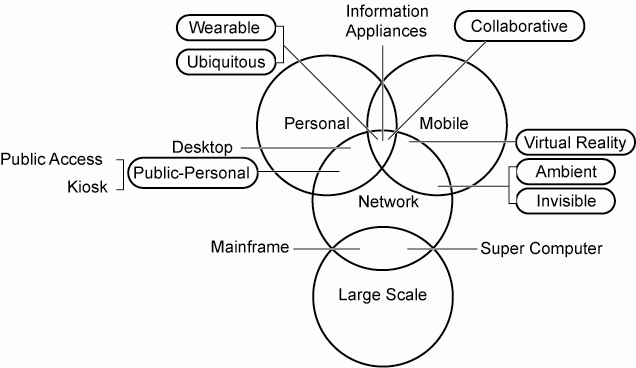 Information
Appliances
Wearable
Collaborative
Ubiquitous
Personal
Mobile
Desktop
Virtual Reality
Public Access
Kiosk
Public-Personal
Ambient
Invisible
Network
Mainframe
Super Computer
Large Scale